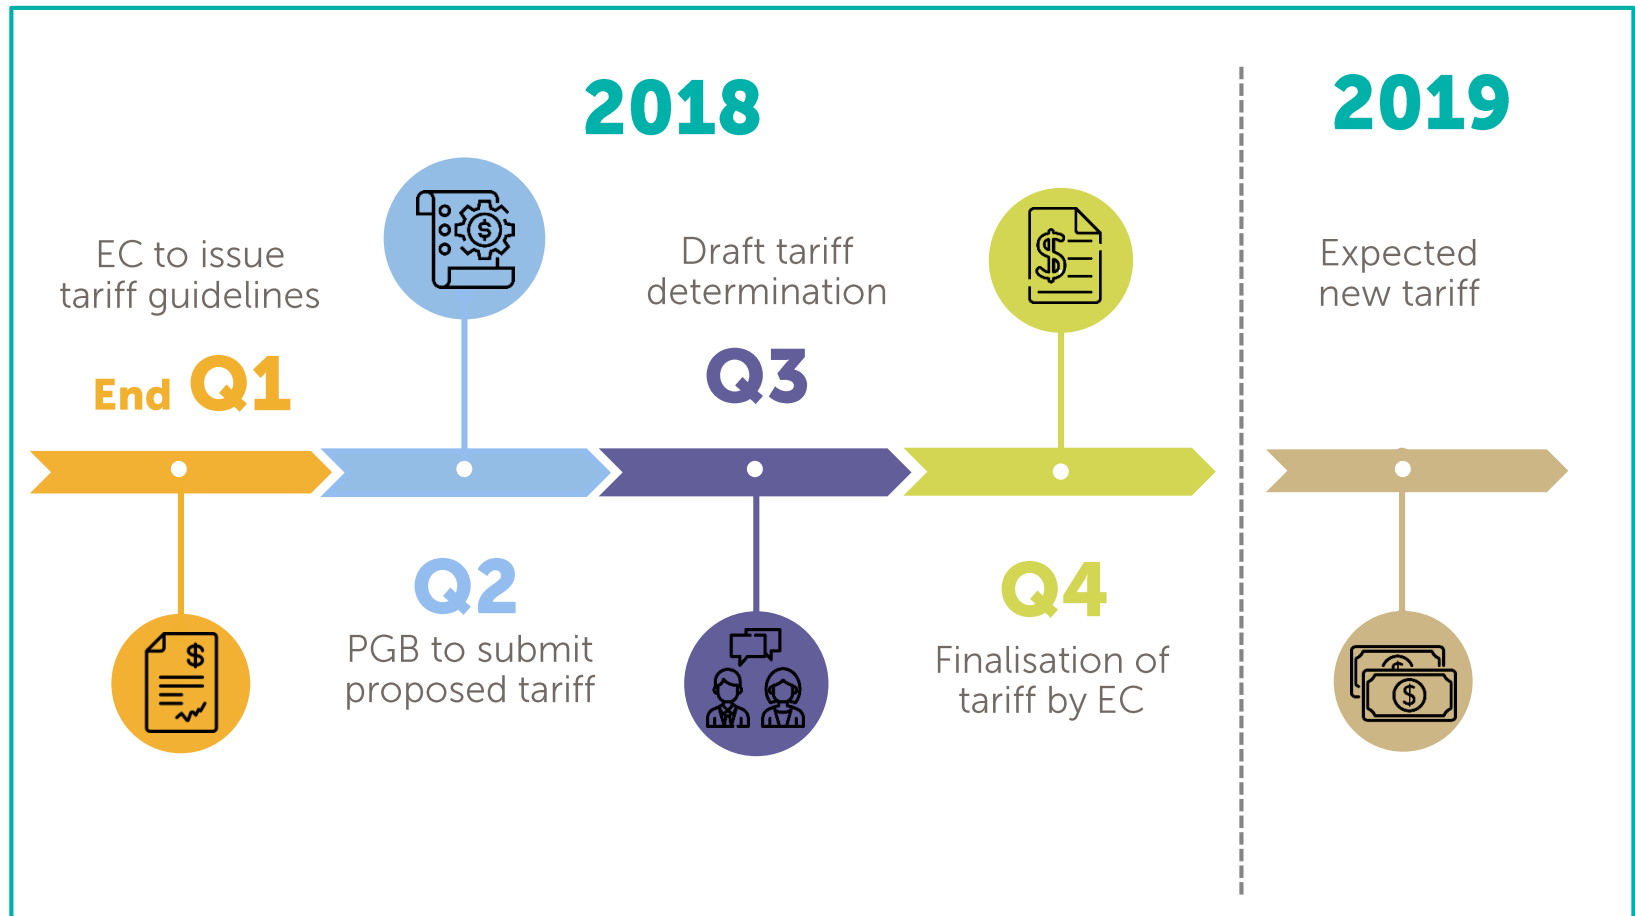 2018
EC to issue
tariff guidelines
End Q1
Q2
PGB to submit
proposed tariff
Draft tariff
determination
Q3
Q4
Finalisation of
tariff by EC
2019
Expected
new tariff